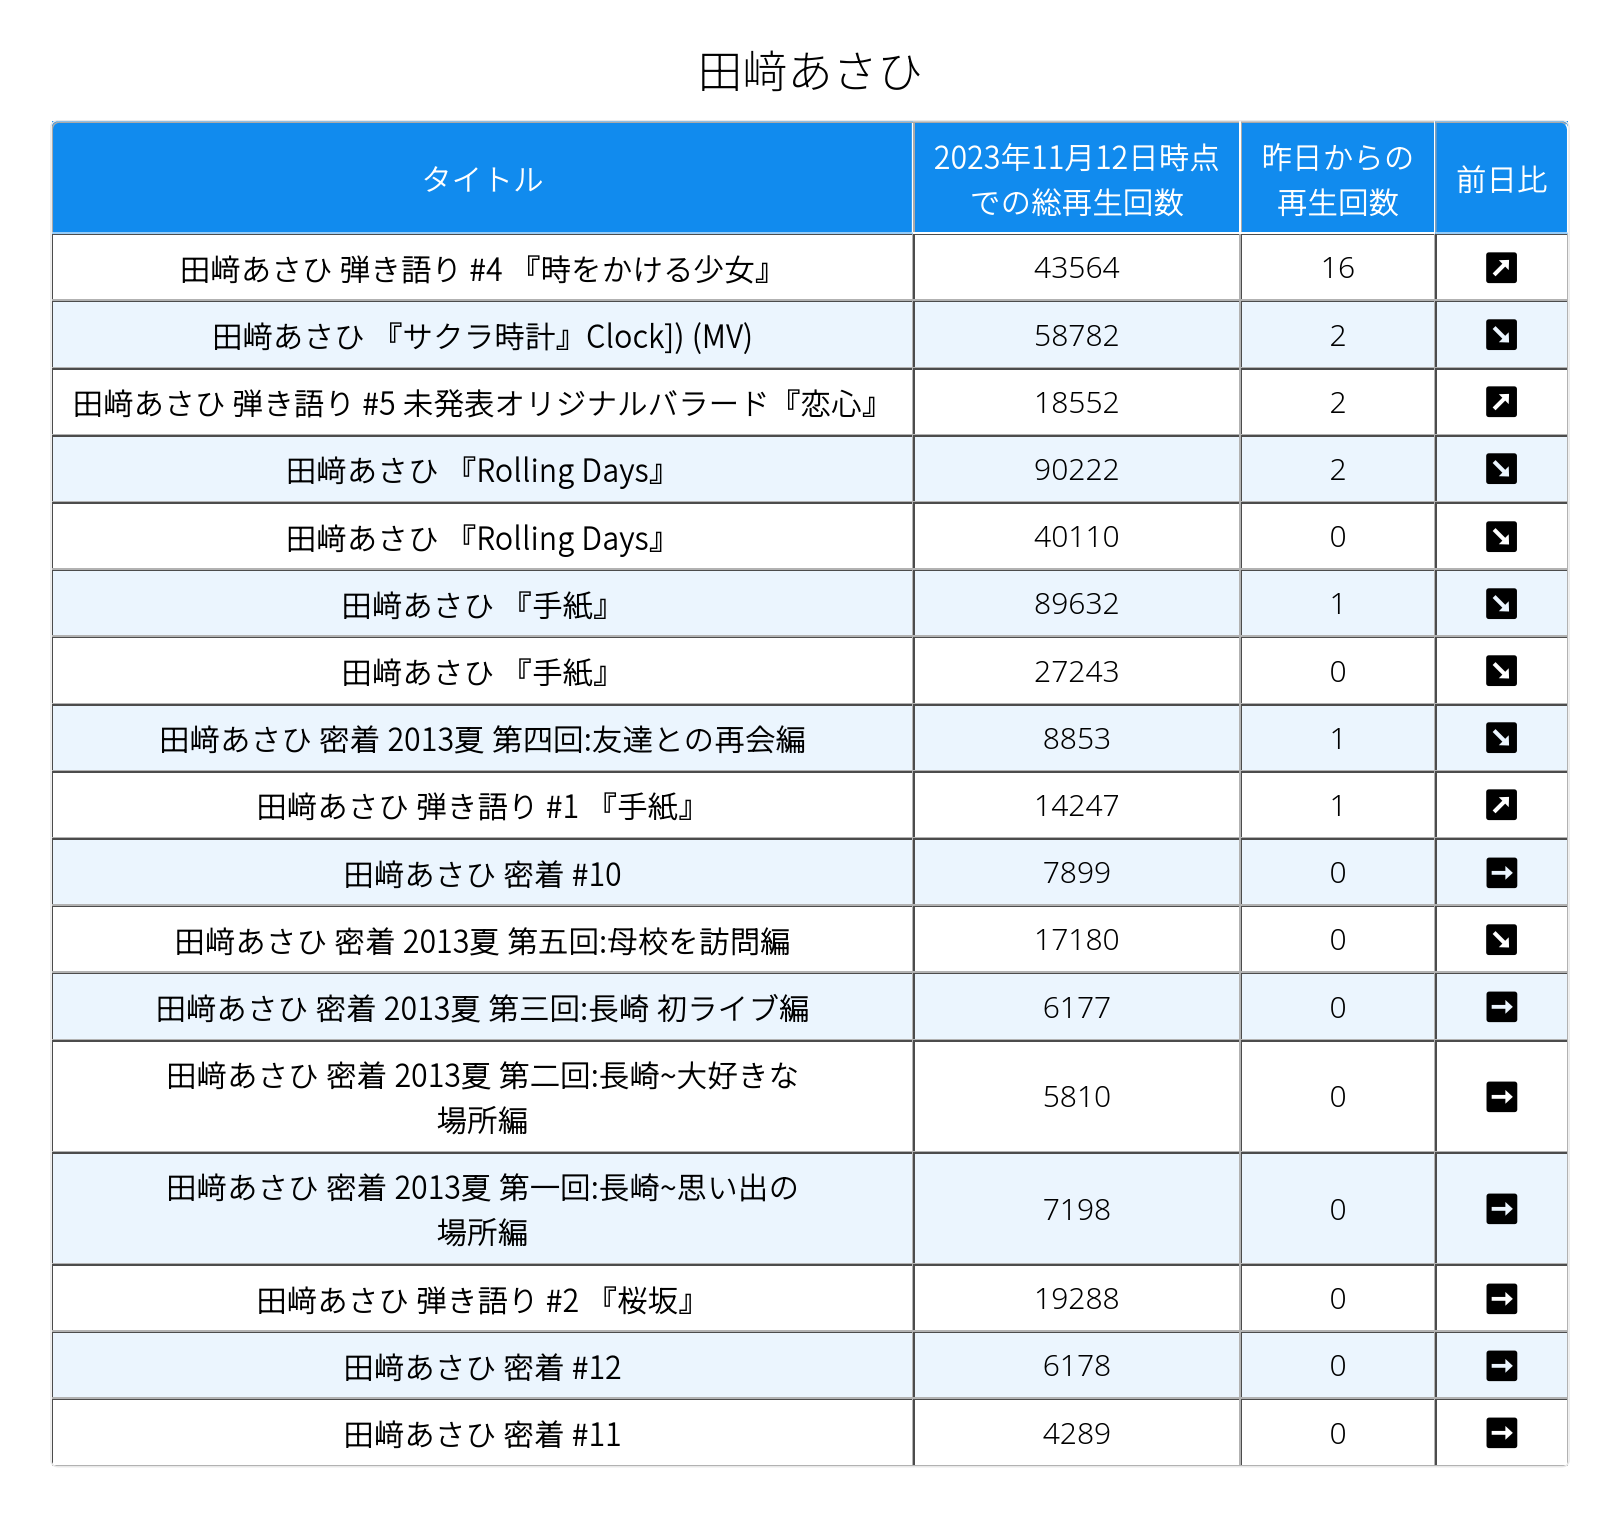 田﨑あさひ
タイトル
2023年11月12日時点
での総再生回数
昨日からの
再生回数
前日比
田﨑あさひ 弾き語り #4 『時をかける少女』 43564 16 ↗
田﨑あさひ 『サクラ時計』Clock]) (MV) 58782 2 ↘
田﨑あさひ 弾き語り #5 未発表オリジナルバラード『恋心』 18552 2 ↗
田﨑あさひ 『Rolling Days』 90222 2 ↘
田﨑あさひ 『Rolling Days』 40110 0 ↘
田﨑あさひ 『手紙』 89632 1 ↘
田﨑あさひ 『手紙』 27243 0 ↘
田﨑あさひ 密着 2013夏 第四回:友達との再会編 8853 1 ↘
田﨑あさひ 弾き語り #1 『手紙』 14247 1 ↗
田﨑あさひ 密着 #10 7899 0 →
田﨑あさひ 密着 2013夏 第五回:母校を訪問編 17180 0 ↘
田﨑あさひ 密着 2013夏 第三回:長崎 初ライブ編 6177 0 →
田﨑あさひ 密着 2013夏 第二回:長崎~大好きな
場所編 5810 0 →
田﨑あさひ 密着 2013夏 第一回:長崎~思い出の
場所編 7198 0 →
田﨑あさひ 弾き語り #2 『桜坂』 19288 0 →
田﨑あさひ 密着 #12 6178 0 →
田﨑あさひ 密着 #11 4289 0 →